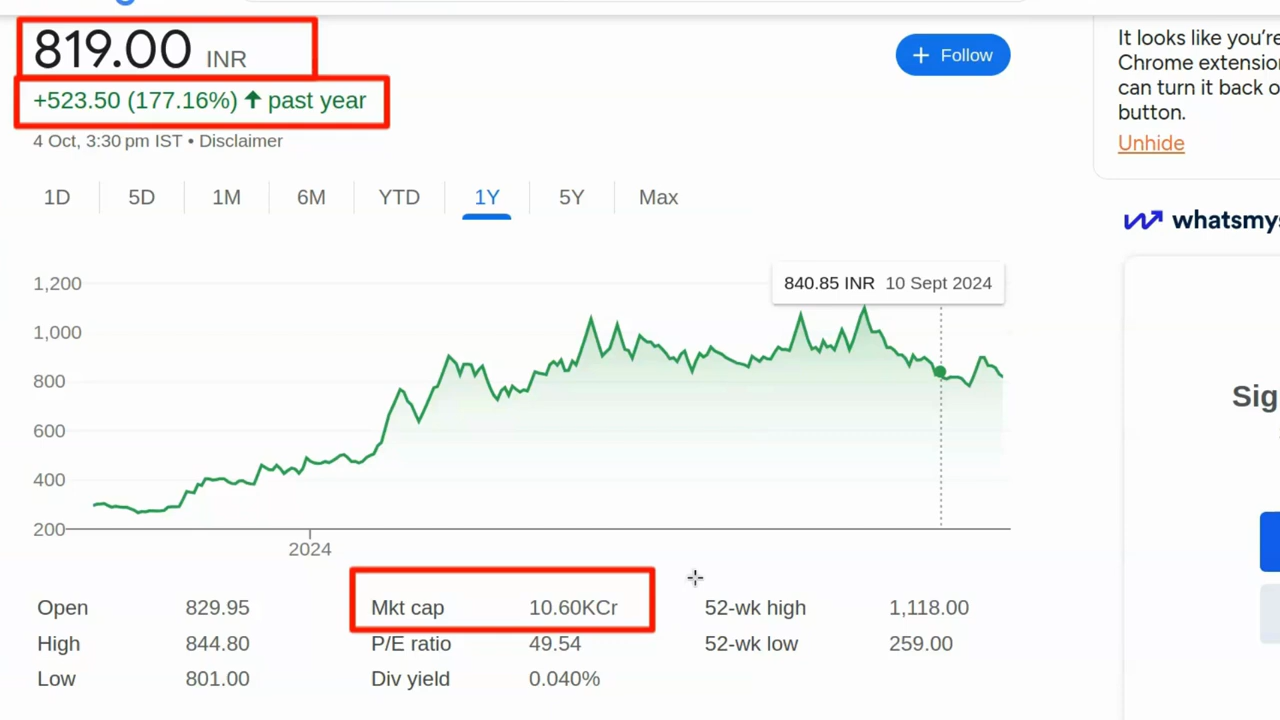 819.00 INR
+523.50 (177.16%) ↑ past year
4 Oct, 3:30 pm IST • Disclaimer
+ Follow
1D 5D 1M 6M YTD 1Y 5Y Max
840.85 INR 10 Sept 2024
1,200
1,000
800
600
400
200
2024
Open 829.95 Mkt cap 10.60KCr 52-wk high 1,118.00
High 844.80 P/E ratio 49.54 52-wk low 259.00
Low 801.00 Div yield 0.040%
It looks like you're
Chrome extension
can turn it back o
button.
Unhide
whatsmys
Sig